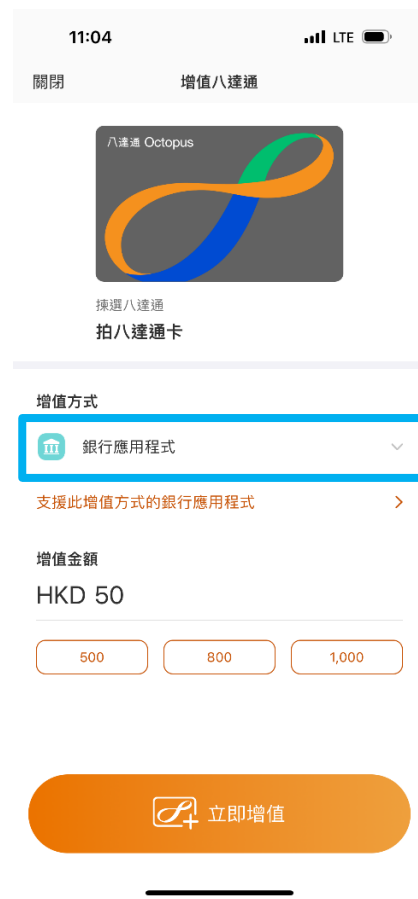 11:04 LTE
關閉 增值八達通
八達通 Octopus
揀選八達通
拍八達通卡
增值方式
銀行應用程式
支援此增值方式的銀行應用程式
增值金額
HKD 50
500 800 1,000
立即增值